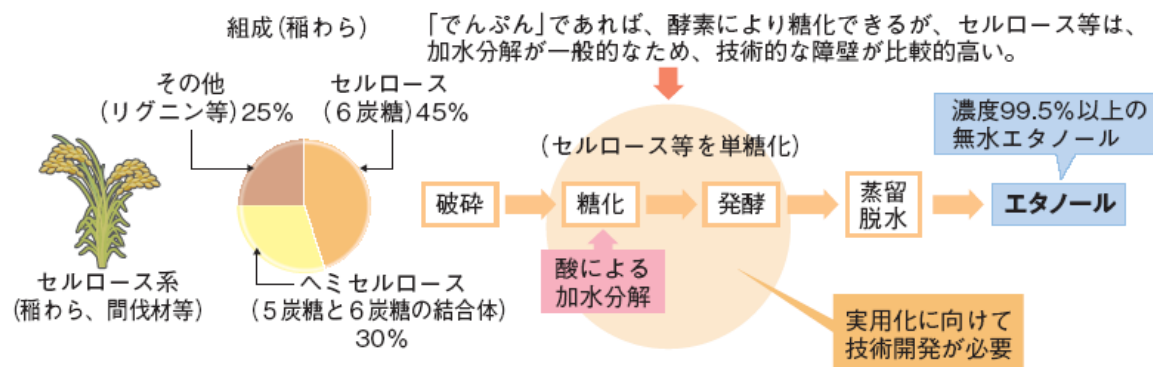 組成(稲わら)
その他
(リグニン等)25%
セルロース
(6炭糖)45%
セルロース系
(稲わら、間伐材等)
ヘミセルロース
(5炭糖と6炭糖の結合体)
30%
「でんぷん」であれば、酵素により糖化できるが、セルロース等は、
加水分解が一般的なため、技術的な障壁が比較的高い。
(セルロース等を単糖化)
破砕
糖化
発酵
蒸留
脱水
エタノール
濃度99.5%以上の
無水エタノール
酸による
加水分解
実用化に向けて
技術開発が必要